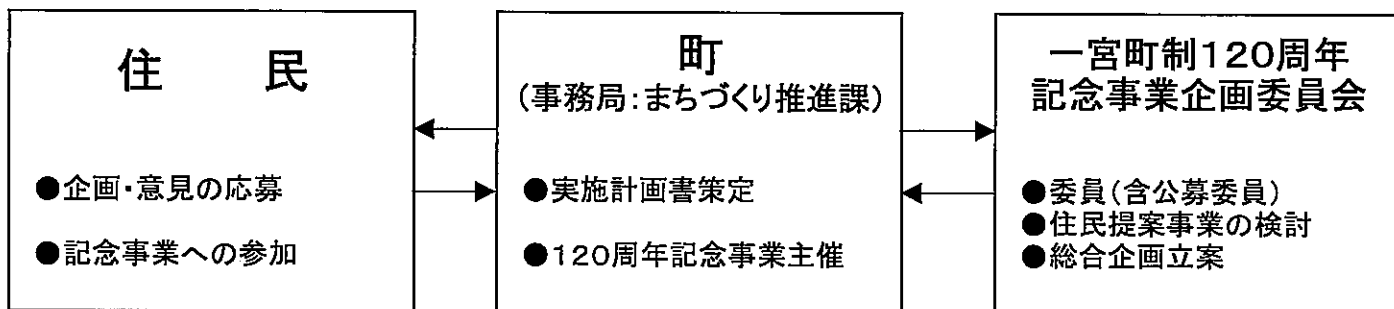 住　民
●企画・意見の応募
●記念事業への参加
町
(事務局:まちづくり推進課)
●実施計画書策定
●120周年記念事業主催
一宮町制120周年
記念事業企画委員会
●委員(含公募委員)
●住民提案事業の検討
●総合企画立案